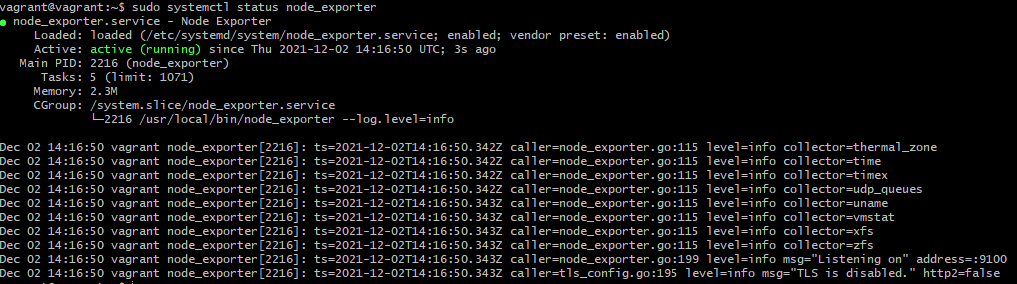 vagrant@vagrant:~$ sudo systemctl status node_exporter
● node_exporter.service - Node Exporter
Loaded: loaded (/etc/systemd/system/node_exporter.service; enabled; vendor preset: enabled)
Active: active (running) since Thu 2021-12-02 14:16:50 UTC; 3s ago
Main PID: 2216 (node_exporter)
Tasks: 5 (limit: 1071)
Memory: 2.3M
CGroup: /system.slice/node_exporter.service
└─2216 /usr/local/bin/node_exporter --log.level=info
Dec 02 14:16:50 vagrant node_exporter[2216]: ts=2021-12-02T14:16:50.342Z caller=node_exporter.go:115 level=info collector=thermal_zone
Dec 02 14:16:50 vagrant node_exporter[2216]: ts=2021-12-02T14:16:50.342Z caller=node_exporter.go:115 level=info collector=time
Dec 02 14:16:50 vagrant node_exporter[2216]: ts=2021-12-02T14:16:50.342Z caller=node_exporter.go:115 level=info collector=timex
Dec 02 14:16:50 vagrant node_exporter[2216]: ts=2021-12-02T14:16:50.342Z caller=node_exporter.go:115 level=info collector=udp_queues
Dec 02 14:16:50 vagrant node_exporter[2216]: ts=2021-12-02T14:16:50.343Z caller=node_exporter.go:115 level=info collector=uname
Dec 02 14:16:50 vagrant node_exporter[2216]: ts=2021-12-02T14:16:50.343Z caller=node_exporter.go:115 level=info collector=vmstat
Dec 02 14:16:50 vagrant node_exporter[2216]: ts=2021-12-02T14:16:50.343Z caller=node_exporter.go:115 level=info collector=xfs
Dec 02 14:16:50 vagrant node_exporter[2216]: ts=2021-12-02T14:16:50.343Z caller=node_exporter.go:115 level=info collector=zfs
Dec 02 14:16:50 vagrant node_exporter[2216]: ts=2021-12-02T14:16:50.343Z caller=node_exporter.go:199 level=info msg="Listening on" address=:9100
Dec 02 14:16:50 vagrant node_exporter[2216]: ts=2021-12-02T14:16:50.343Z caller=tls_config.go:195 level=info msg="TLS is disabled." http2=false